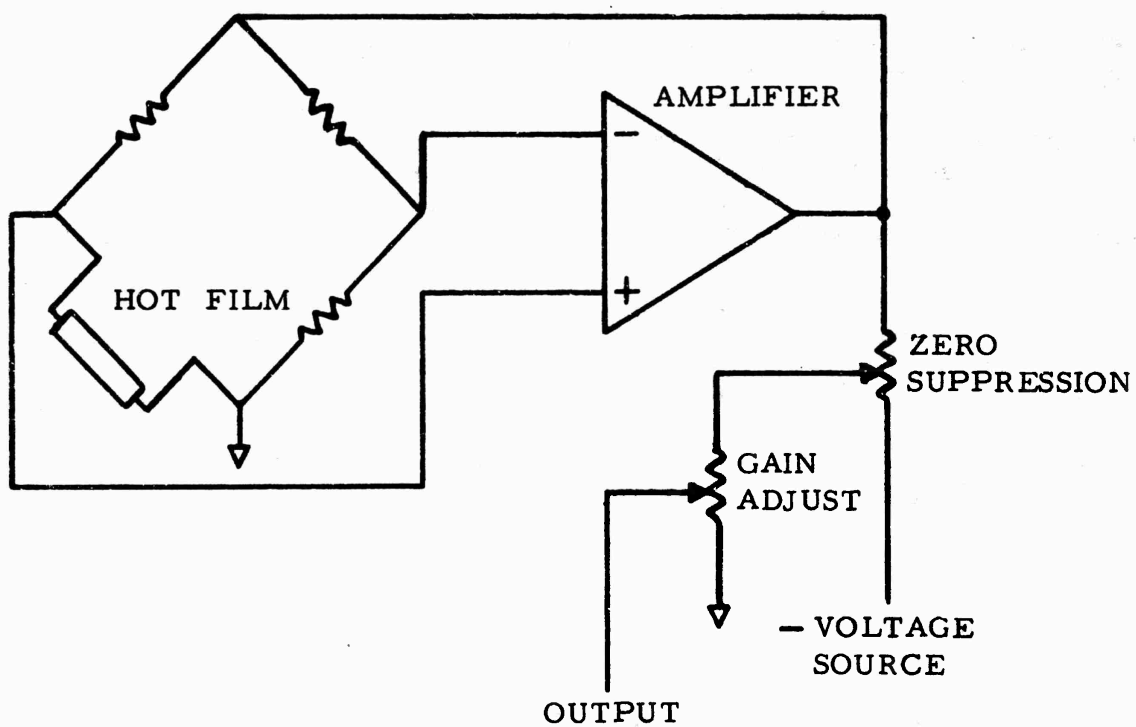 AMPLIFIER
−
HOT FILM
+
ZERO
SUPPRESSION
GAIN
ADJUST
− VOLTAGE
SOURCE
OUTPUT